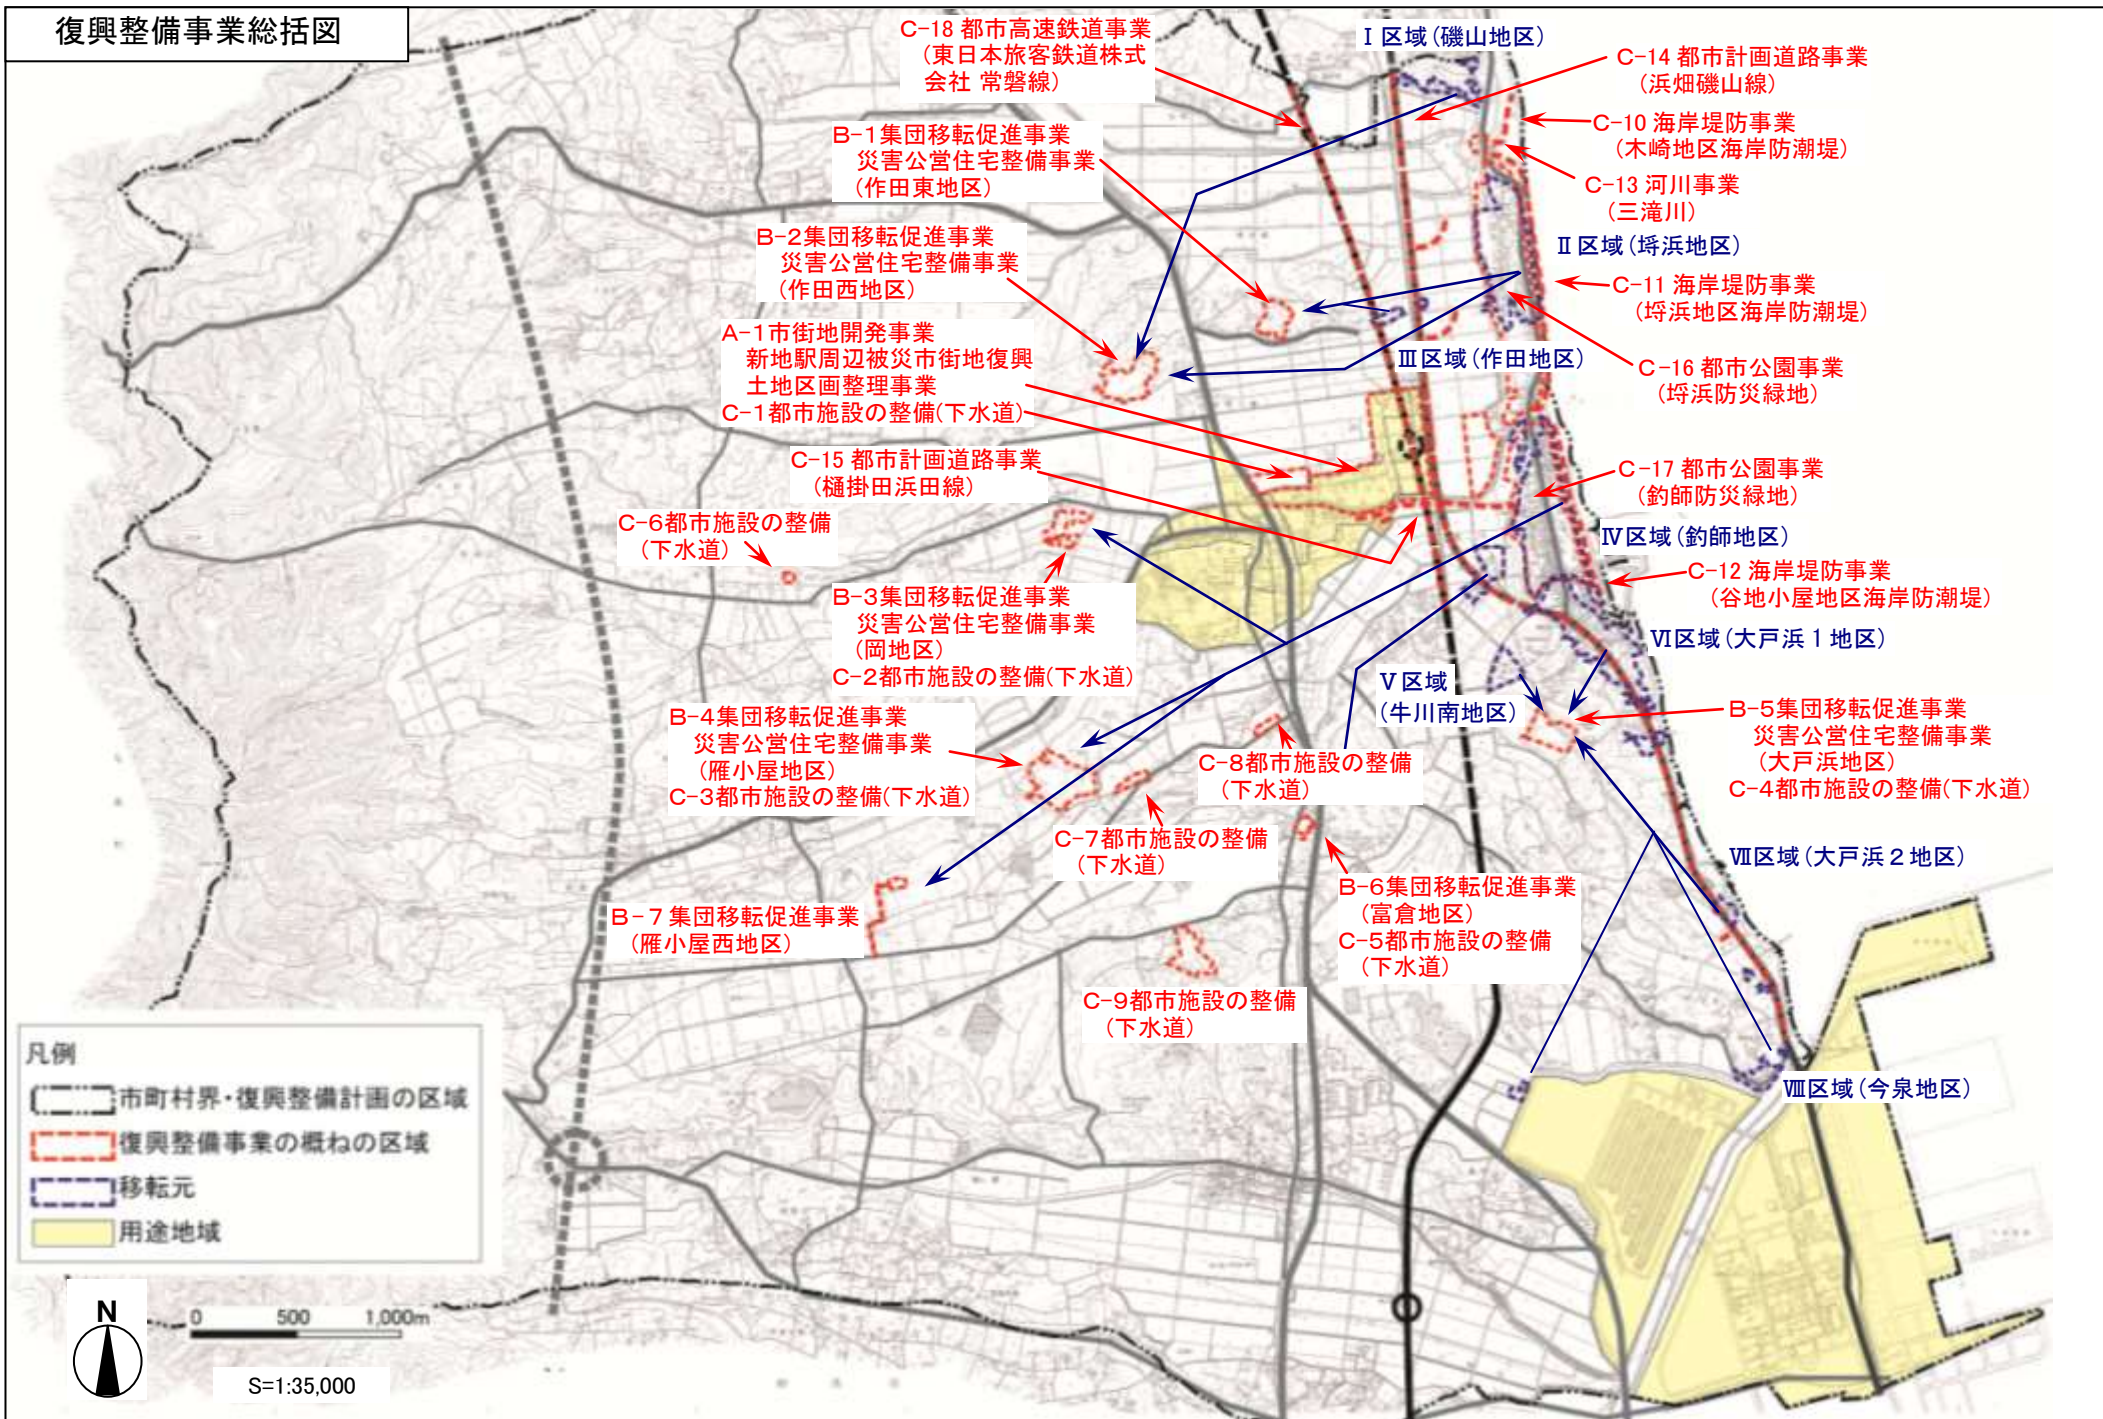 復興整備事業総括図
C-18 都市高速鉄道事業
(東日本旅客鉄道株式
会社 常磐線)
Ⅰ区域(磯山地区)
C-14 都市計画道路事業
(浜畑磯山線)
C-10 海岸堤防事業
(木崎地区海岸防潮堤)
B-1集団移転促進事業
災害公営住宅整備事業
(作田東地区)
C-13 河川事業
(三滝川)
B-2集団移転促進事業
災害公営住宅整備事業
(作田西地区)
Ⅱ区域(埓浜地区)
C-11 海岸堤防事業
(埓浜地区海岸防潮堤)
A-1市街地開発事業
新地駅周辺被災市街地復興
土地区画整理事業
C-1都市施設の整備(下水道)
Ⅲ区域(作田地区)
C-16 都市公園事業
(埓浜防災緑地)
C-15 都市計画道路事業
(樋掛田浜田線)
C-17 都市公園事業
(釣師防災緑地)
C-6都市施設の整備
(下水道)
Ⅳ区域(釣師地区)
C-12 海岸堤防事業
(谷地小屋地区海岸防潮堤)
B-3集団移転促進事業
災害公営住宅整備事業
(岡地区)
C-2都市施設の整備(下水道)
Ⅵ区域(大戸浜1地区)
Ⅴ区域
(牛川南地区)
B-4集団移転促進事業
災害公営住宅整備事業
(雁小屋地区)
C-3都市施設の整備(下水道)
B-5集団移転促進事業
災害公営住宅整備事業
(大戸浜地区)
C-4都市施設の整備(下水道)
C-8都市施設の整備
(下水道)
C-7都市施設の整備
(下水道)
Ⅶ区域(大戸浜2地区)
B-6集団移転促進事業
(富倉地区)
C-5都市施設の整備
(下水道)
B-7集団移転促進事業
(雁小屋西地区)
C-9都市施設の整備
(下水道)
Ⅷ区域(今泉地区)
凡例
市町村界・復興整備計画の区域
復興整備事業の概ねの区域
移転元
用途地域
N
0 500 1,000m
S=1:35,000